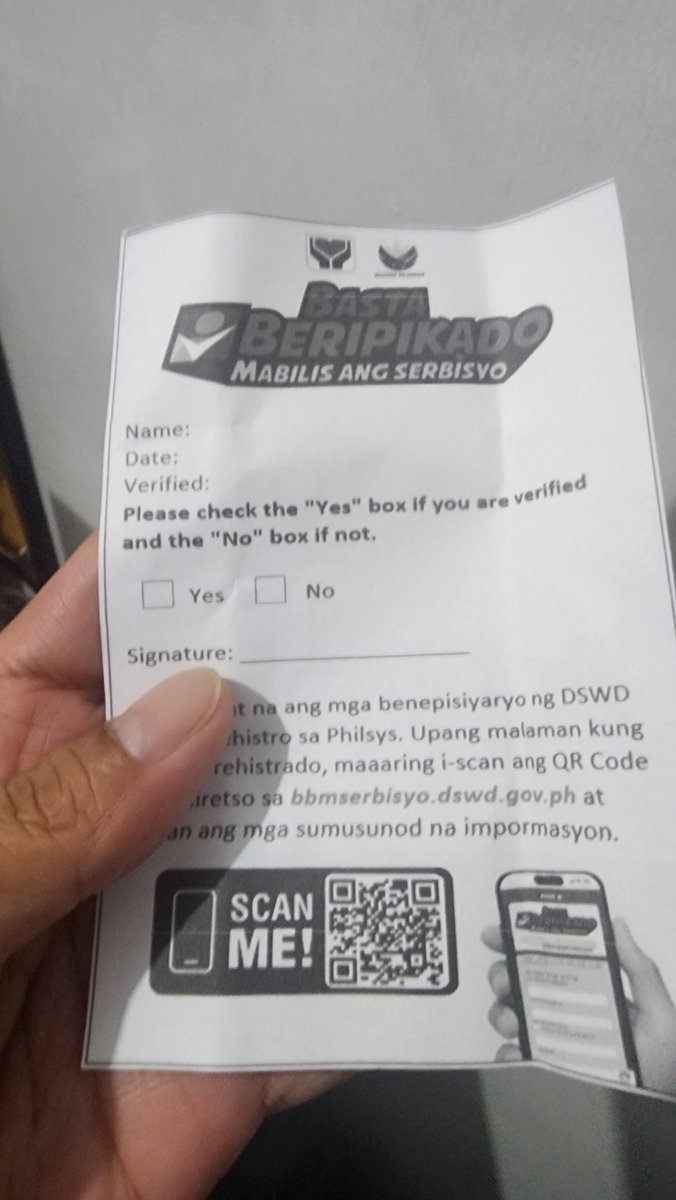 BASTA
BERIPIKADO
MABILIS ANG SERBISYO
Name:
Date:
Verified:
Please check the "Yes" box if you are verified
and the "No" box if not.
Yes No
Signature:
na ang mga benepisiyaryo ng DSWD
sa Philsys. Upang malaman kung
rehistrado, maaaring i-scan ang QR Code
sa bbmserbisyo.dswd.gov.ph at
ang mga sumusunod na impormasyon.
SCAN
ME!